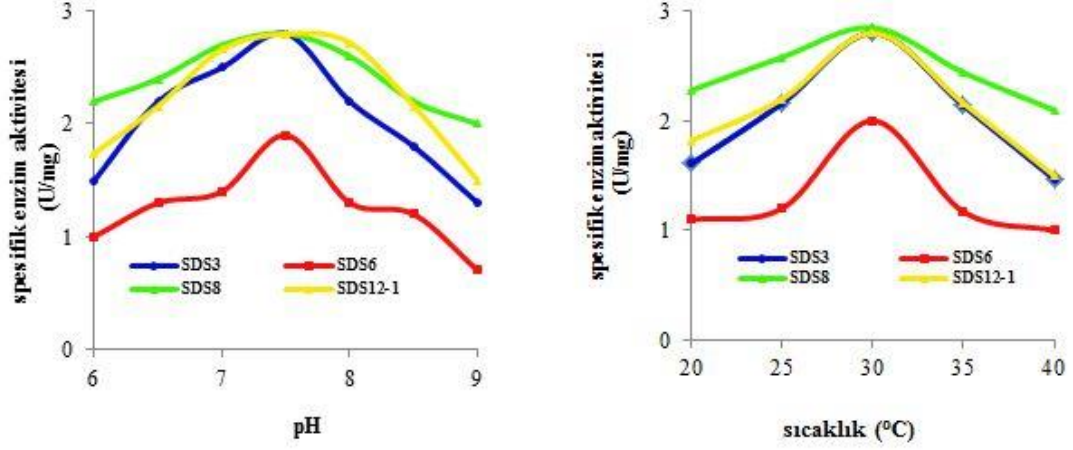 spesifik enzim aktivitesi
(U/mg)
3
2
1
0
SDS3
SDS6
SDS8
SDS12-1
6
7
8
9
pH
spesifik enzim aktivitesi
(U/mg)
3
2
1
0
SDS3
SDS6
SDS8
SDS12-1
20
25
30
35
40
sıcaklık (ºC)